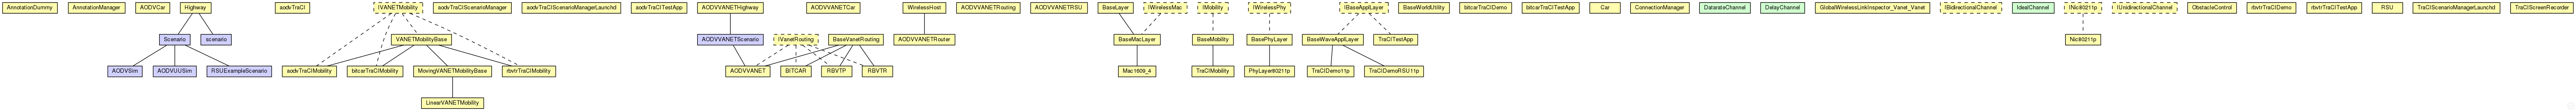 AnnotationDummy
AnnotationManager
AODVCar
Highway
aodvTraCI
IVANETMobility
aodvTraCIScenarioManager
aodvTraCIScenarioManagerLaunchd
aodvTraCITestApp
AODVVANETHighway
AODVVANETCar
WirelessHost
AODVVANETRouting
AODVVANETRSU
BaseLayer
IWirelessMac
IMobility
IWirelessPhy
IBaseApplLayer
BaseWorldUtility
bitcarTraCIDemo
bitcarTraCITestApp
Car
ConnectionManager
DatarateChannel
DelayChannel
GlobalWirelessLinkInspector_Vanet_Vanet
IBidirectionalChannel
IdealChannel
INic80211p
IUnidirectionalChannel
ObstacleControl
rbvtrTraCIDemo
rbvtrTraCITestApp
RSU
TraCIScenarioManagerLaunchd
TraCIScreenRecorder
Scenario
scenario
VANETMobilityBase
AODVVANETScenario
IVanetRouting
BaseVanetRouting
AODVVANETRouter
BaseMacLayer
BaseMobility
BasePhyLayer
BaseWaveApplLayer
TraCITestApp
Nic80211p
AODVSim
AODVUUSim
RSUExampleScenario
aodvTraCIMobility
bitcarTraCIMobility
MovingVANETMobilityBase
rbvtrTraCIMobility
AODVVANET
BITCAR
RBVTP
RBVTR
Mac1609_4
TraCIMobility
PhyLayer80211p
TraCIDemo11p
TraCIDemoRSU11p
LinearVANETMobility